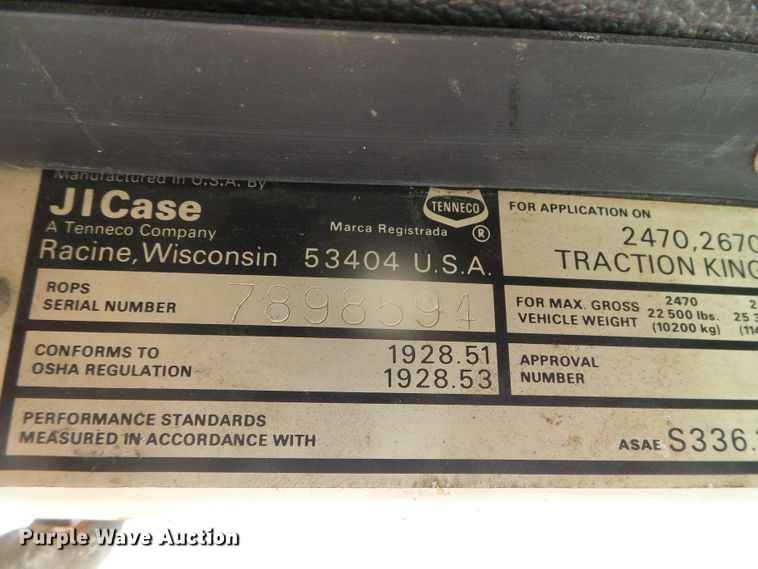 Manufactured in U.S.A. By
JI Case
A Tenneco Company
Racine, Wisconsin 53404 U.S.A.
TENNECO
Marca Registrada ®
FOR APPLICATION ON
2470, 2670
TRACTION KING
ROPS
SERIAL NUMBER 7898594
FOR MAX. GROSS
VEHICLE WEIGHT
2470
22 500 lbs.
(10200 kg)
CONFORMS TO
OSHA REGULATION
1928.51
1928.53
APPROVAL
NUMBER
PERFORMANCE STANDARDS
MEASURED IN ACCORDANCE WITH
ASAE S336.
Purple Wave Auction